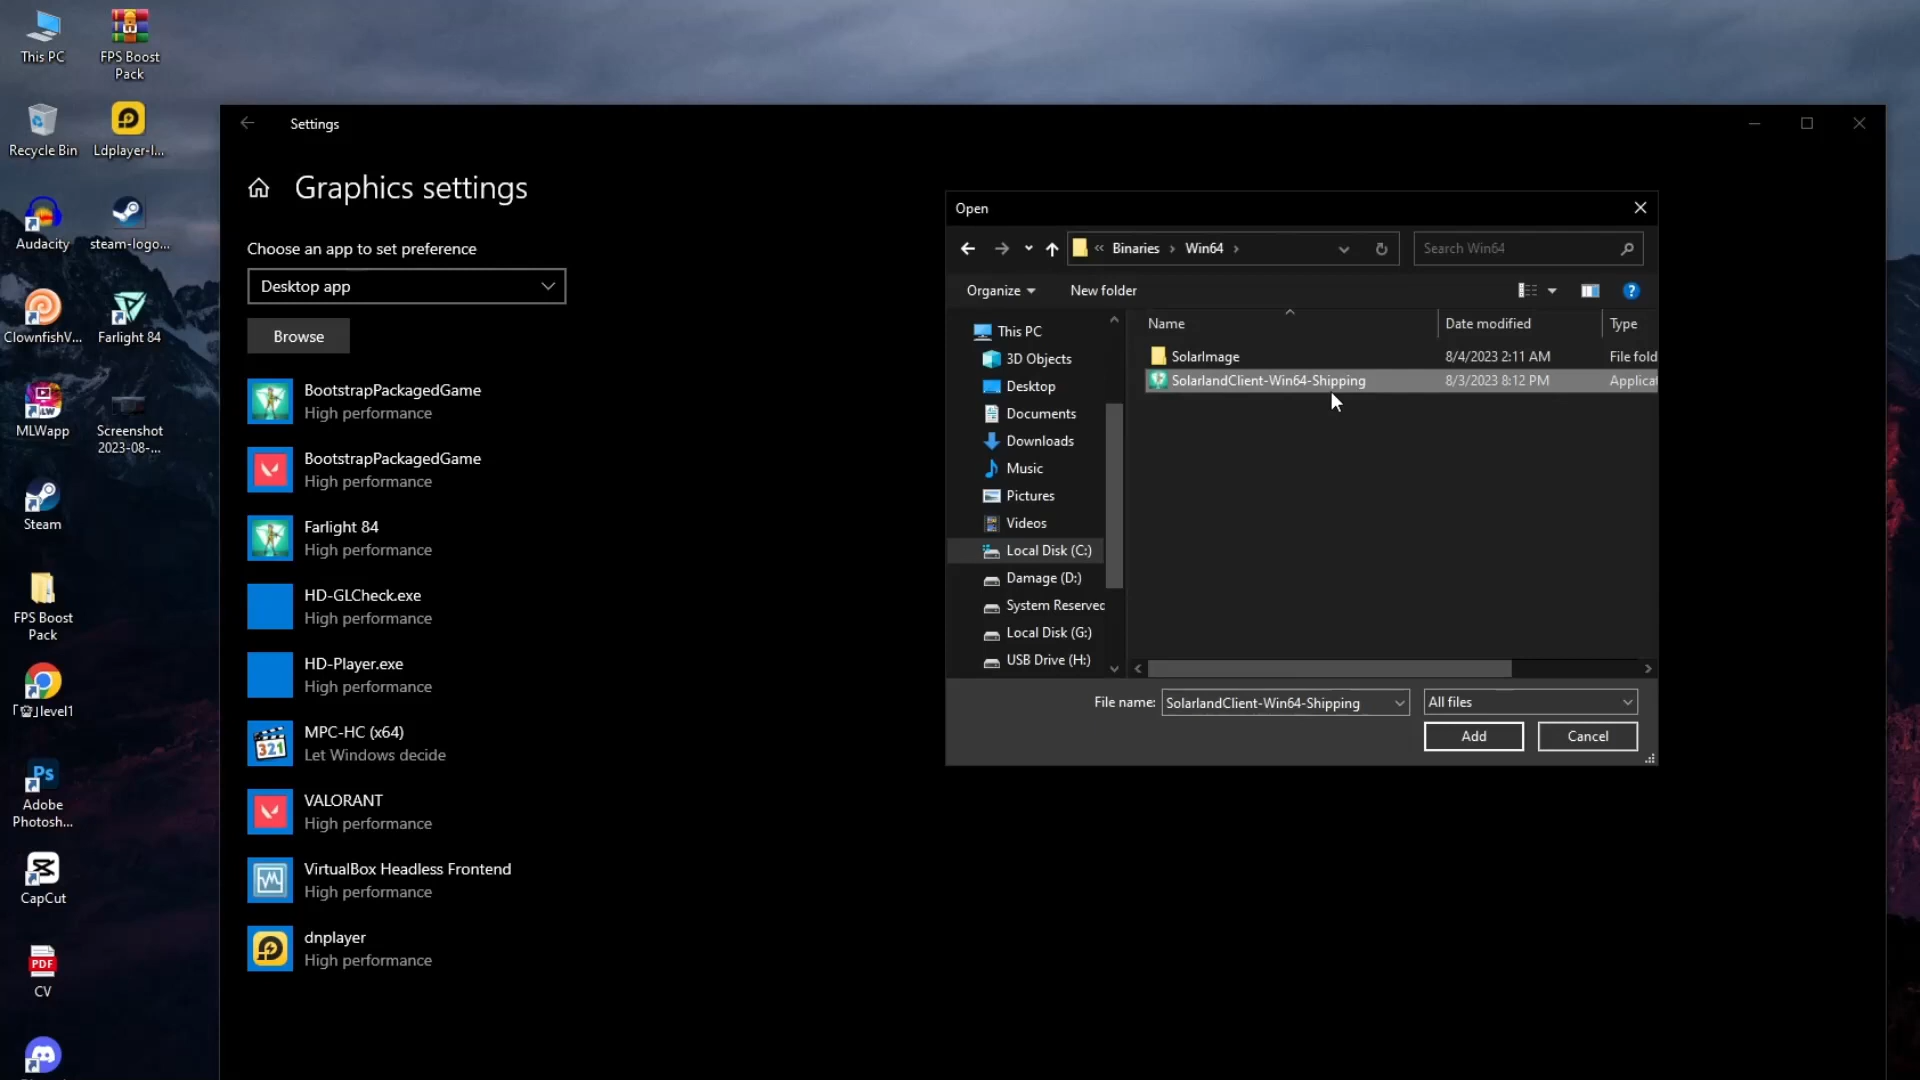 This PC
FPS Boost
Pack
Recycle Bin
Ldplayer-l...
Audacity
steam-logo...
ClownfishV...
Farlight 84
MLWapp
Screenshot
2023-08-...
Steam
FPS Boost
Pack
「😈」level1
Adobe
Photosh...
CapCut
PDF
CV
Settings
Graphics settings
Choose an app to set preference
Desktop app
Browse
BootstrapPackagedGame
High performance
BootstrapPackagedGame
High performance
Farlight 84
High performance
HD-GLCheck.exe
High performance
HD-Player.exe
High performance
321
MPC-HC (x64)
Let Windows decide
VALORANT
High performance
VirtualBox Headless Frontend
High performance
dnplayer
High performance
Open
« Binaries › Win64 ›
Search Win64
Organize
New folder
This PC
3D Objects
Desktop
Documents
Downloads
Music
Pictures
Videos
Local Disk (C:)
Damage (D:)
System Reserved
Local Disk (G:)
USB Drive (H:)
Name
Date modified
Type
SolarImage
8/4/2023 2:11 AM
File fold
SolarlandClient-Win64-Shipping
8/3/2023 8:12 PM
Applicat
File name:
SolarlandClient-Win64-Shipping
All files
Add
Cancel